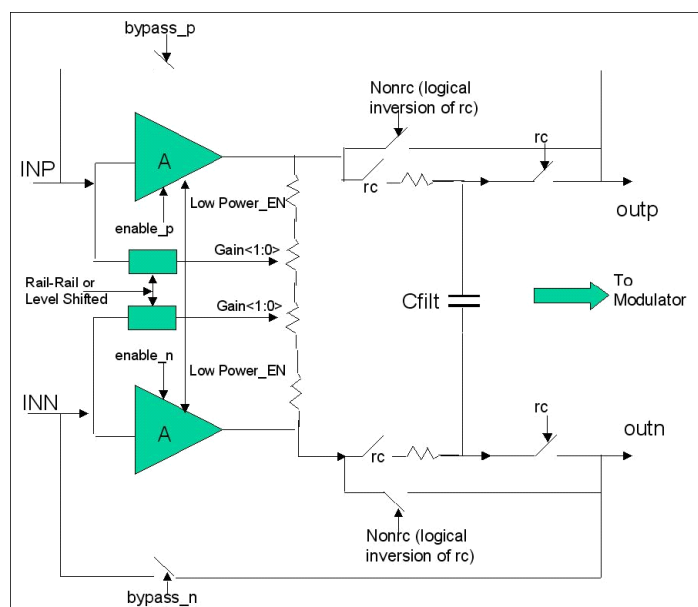 bypass_p
Nonrc (logical
inversion of rc)
rc
A
INP
rc
Low Power_EN
outp
enable_p
Gain<1:0>
Rail-Rail or
Level Shifted
Cfilt
To
Modulator
Gain<1:0>
enable_n
Low Power_EN
INN
rc
outn
A
rc
Nonrc (logical
inversion of rc)
bypass_n